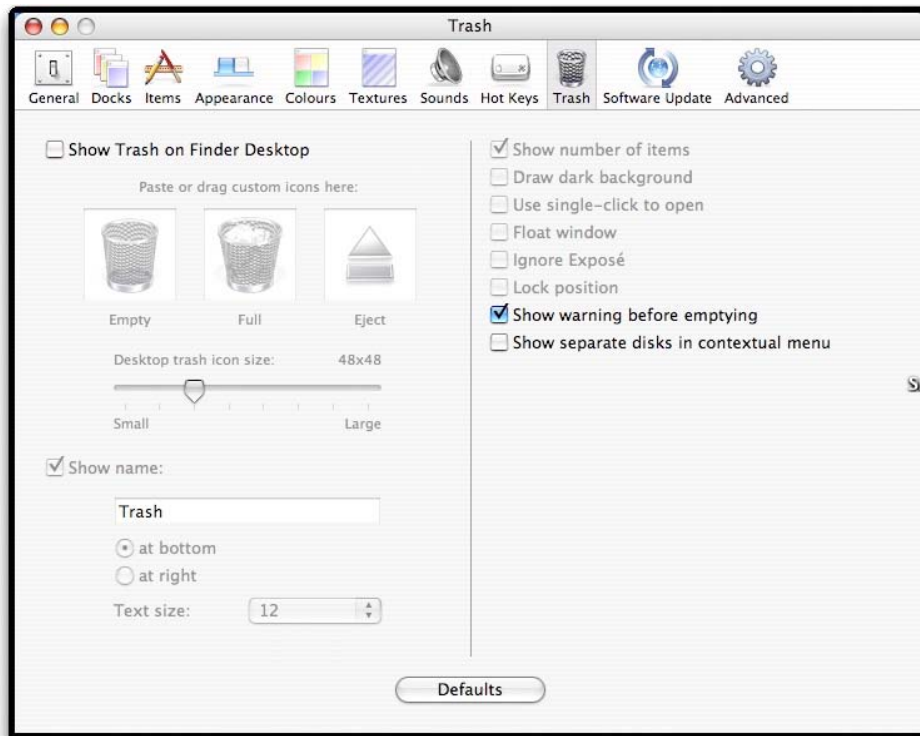 Trash
General Docks Items Appearance Colours Textures Sounds Hot Keys Trash Software Update Advanced
Show Trash on Finder Desktop
Paste or drag custom icons here:
Empty Full Eject
Desktop trash icon size: 48x48
Small Large
Show name:
Trash
at bottom
at right
Text size: 12
Show number of items
Draw dark background
Use single-click to open
Float window
Ignore Exposé
Lock position
Show warning before emptying
Show separate disks in contextual menu
Defaults